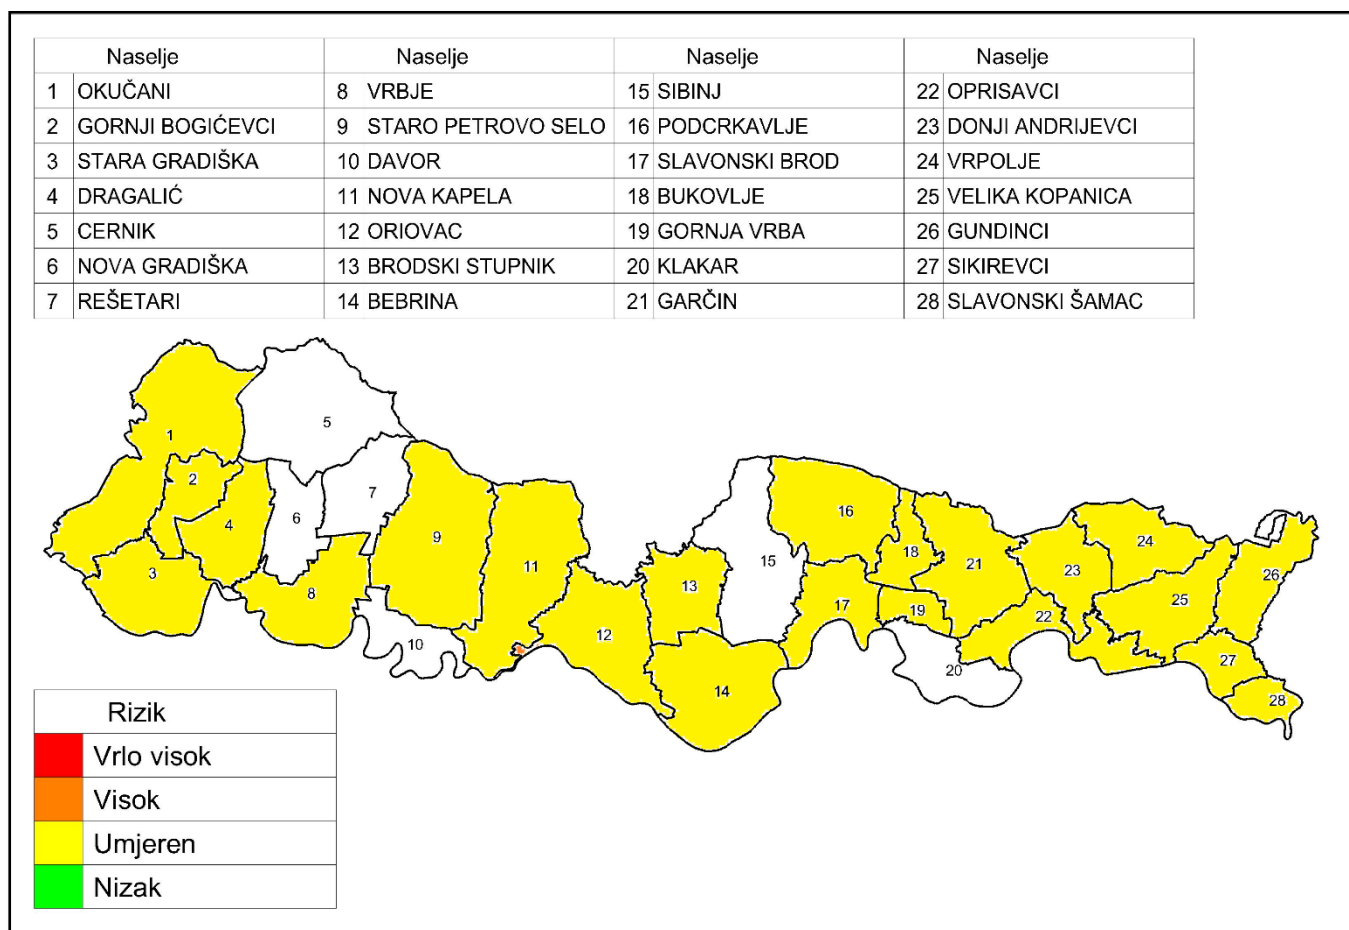 Naselje Naselje Naselje Naselje
1 OKUČANI 8 VRBJE 15 SIBINJ 22 OPRISAVCI
2 GORNJI BOGIĆEVCI 9 STARO PETROVO SELO 16 PODCRKAVLJE 23 DONJI ANDRIJEVCI
3 STARA GRADIŠKA 10 DAVOR 17 SLAVONSKI BROD 24 VRPOLJE
4 DRAGALIĆ 11 NOVA KAPELA 18 BUKOVLJE 25 VELIKA KOPANICA
5 CERNIK 12 ORIOVAC 19 GORNJA VRBA 26 GUNDINCI
6 NOVA GRADIŠKA 13 BRODSKI STUPNIK 20 KLAKAR 27 SIKIREVCI
7 REŠETARI 14 BEBRINA 21 GARČIN 28 SLAVONSKI ŠAMAC
5
1
2
7
6
4
9
16
3
8
11
13
15
18
21
24
23
26
10
12
17
19
22
25
14
20
27
28
Rizik
Vrlo visok
Visok
Umjeren
Nizak